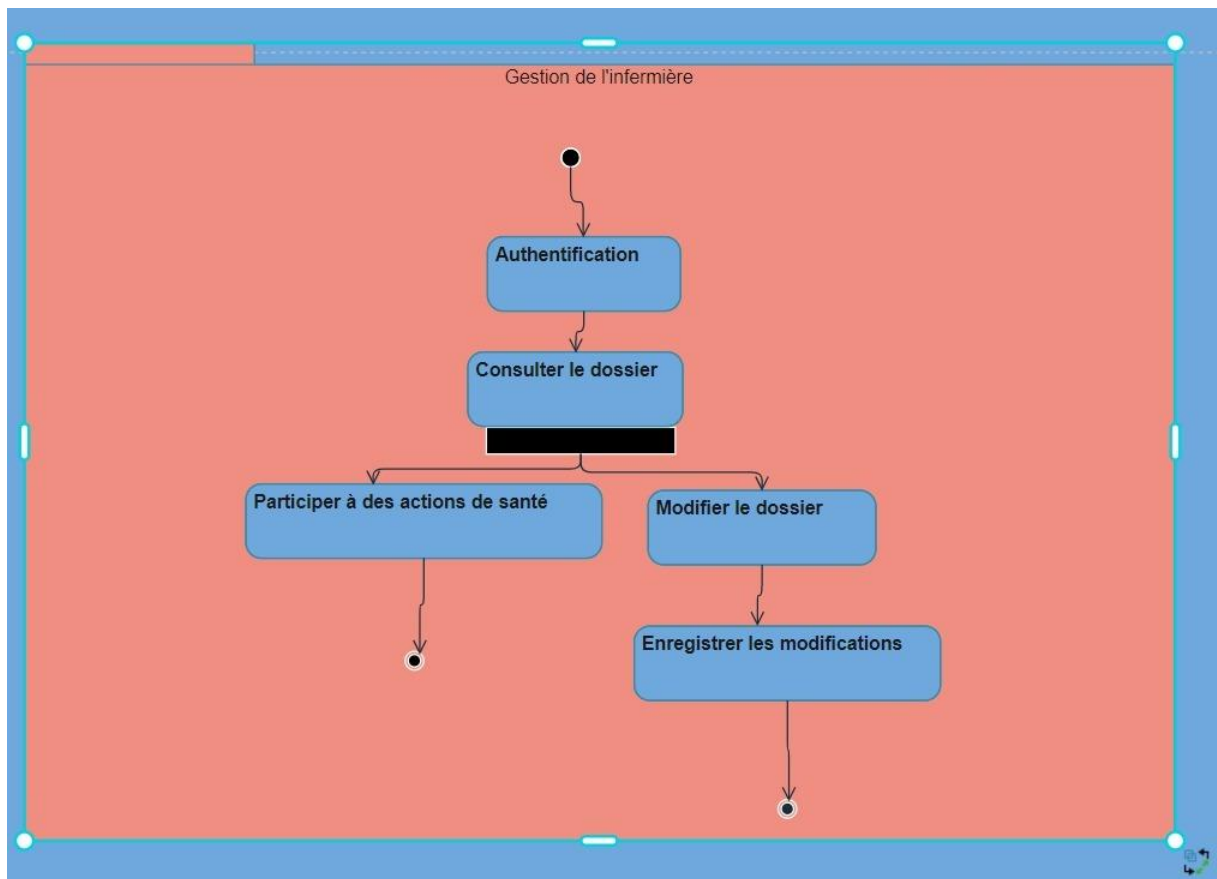 Gestion de l'infermière
Authentification
Consulter le dossier
Participer à des actions de santé
Modifier le dossier
Enregistrer les modifications